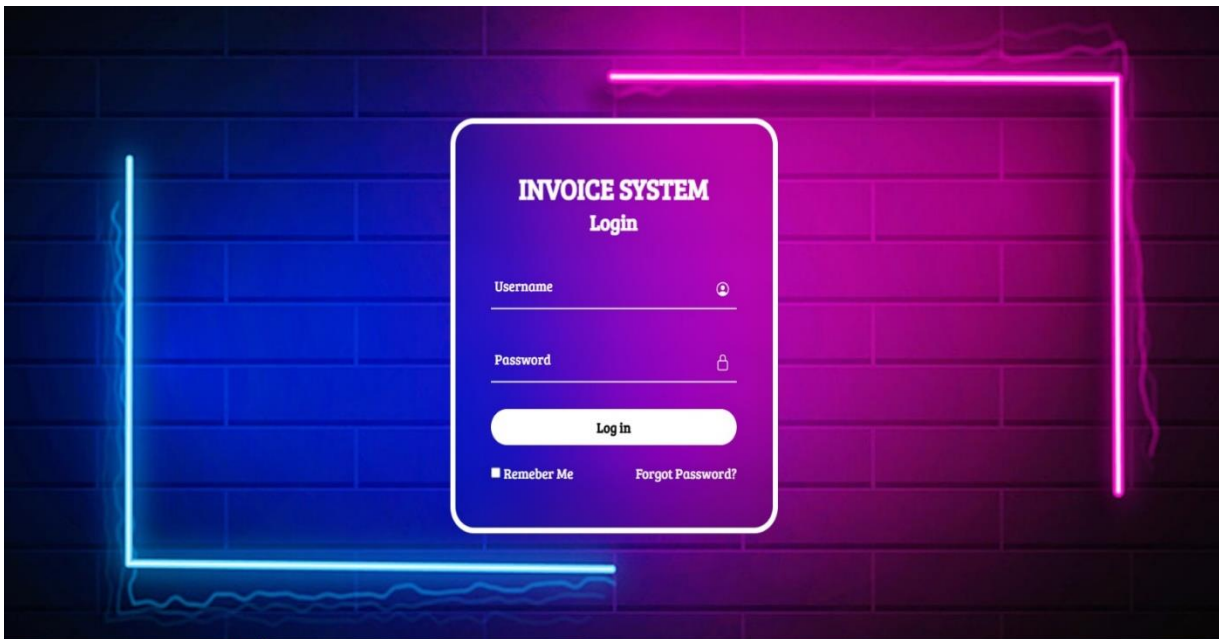 INVOICE SYSTEM
Login
Username
Password
Log in
Remeber Me Forgot Password?